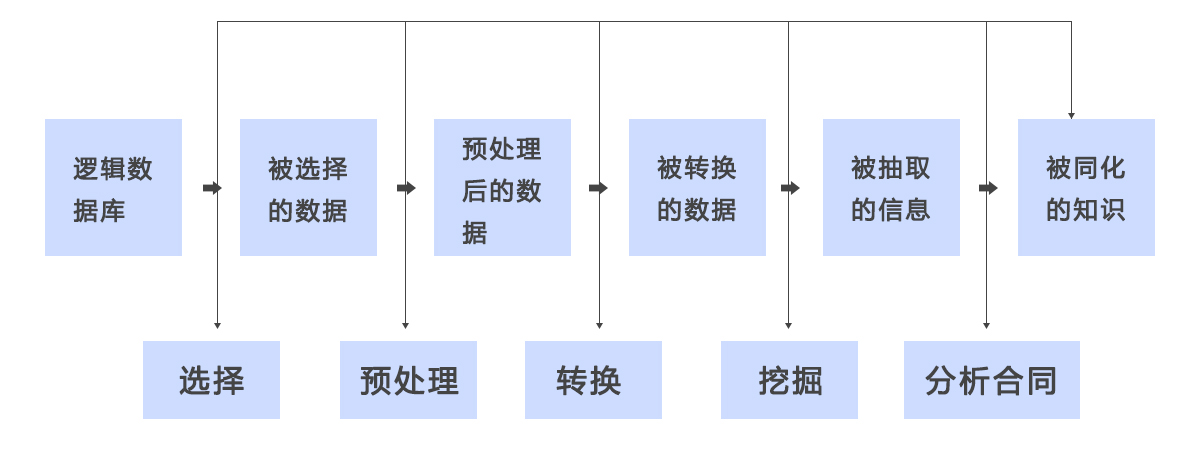 逻辑数
据库
被选择
的数据
预处理
后的数
据
被转换
的数据
被抽取
的信息
被同化
的知识
选择
预处理
转换
挖掘
分析合同